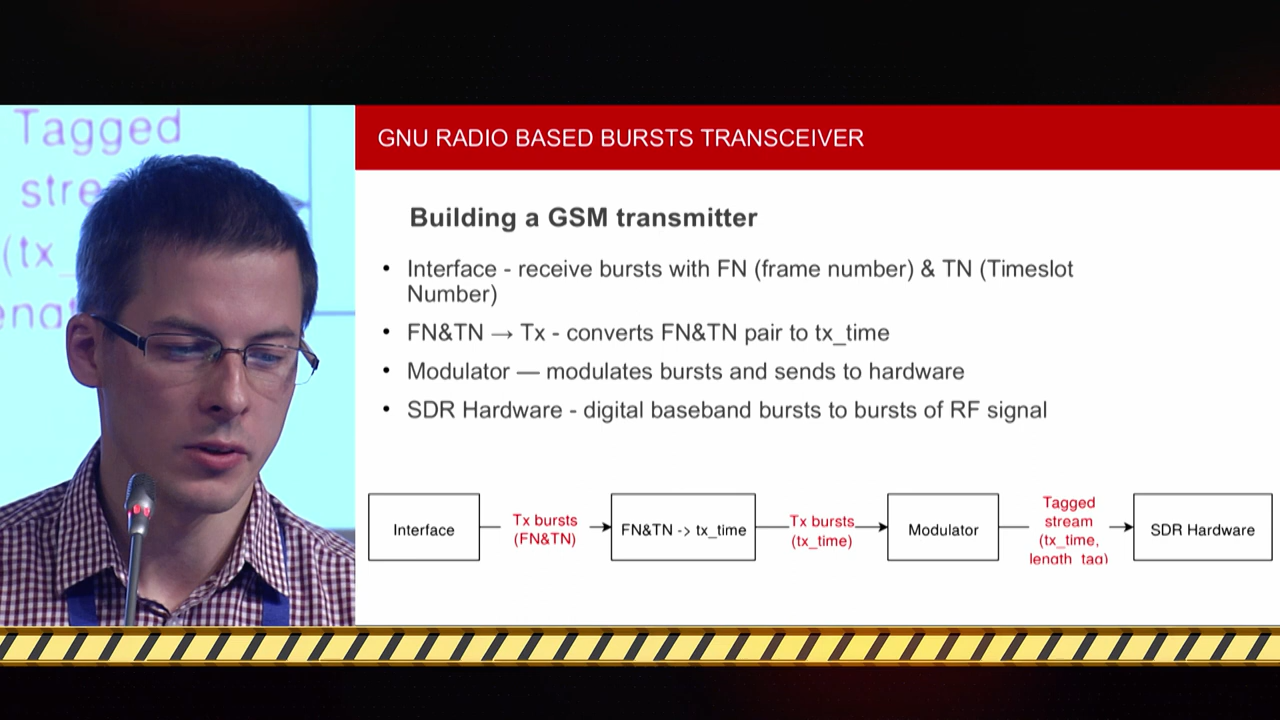 Tagged
stre
(tx_
GNU RADIO BASED BURSTS TRANSCEIVER
Building a GSM transmitter
• Interface - receive bursts with FN (frame number) & TN (Timeslot
Number)
• FN&TN → Tx - converts FN&TN pair to tx_time
• Modulator — modulates bursts and sends to hardware
• SDR Hardware - digital baseband bursts to bursts of RF signal
Interface
Tx bursts
(FN&TN)
FN&TN -> tx_time
Tx bursts
(tx_time)
Modulator
Tagged
stream
(tx_time,
length_tag)
SDR Hardware